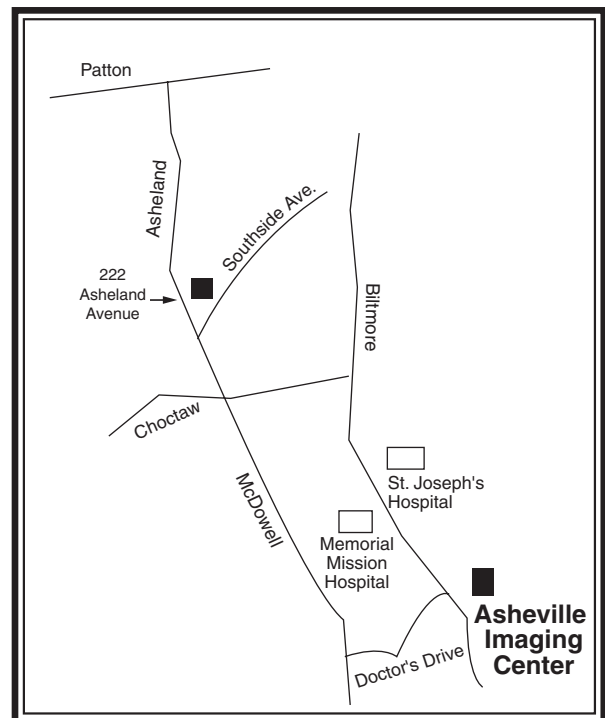 Patton
Asheland
Southside Ave.
222
Asheland
Avenue
Biltmore
Choctaw
McDowell
St. Joseph's
Hospital
Memorial
Mission
Hospital
Asheville
Imaging
Center
Doctor's Drive